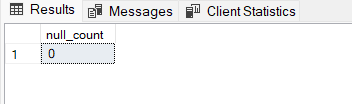 Results Messages Client Statistics
null_count
1 0